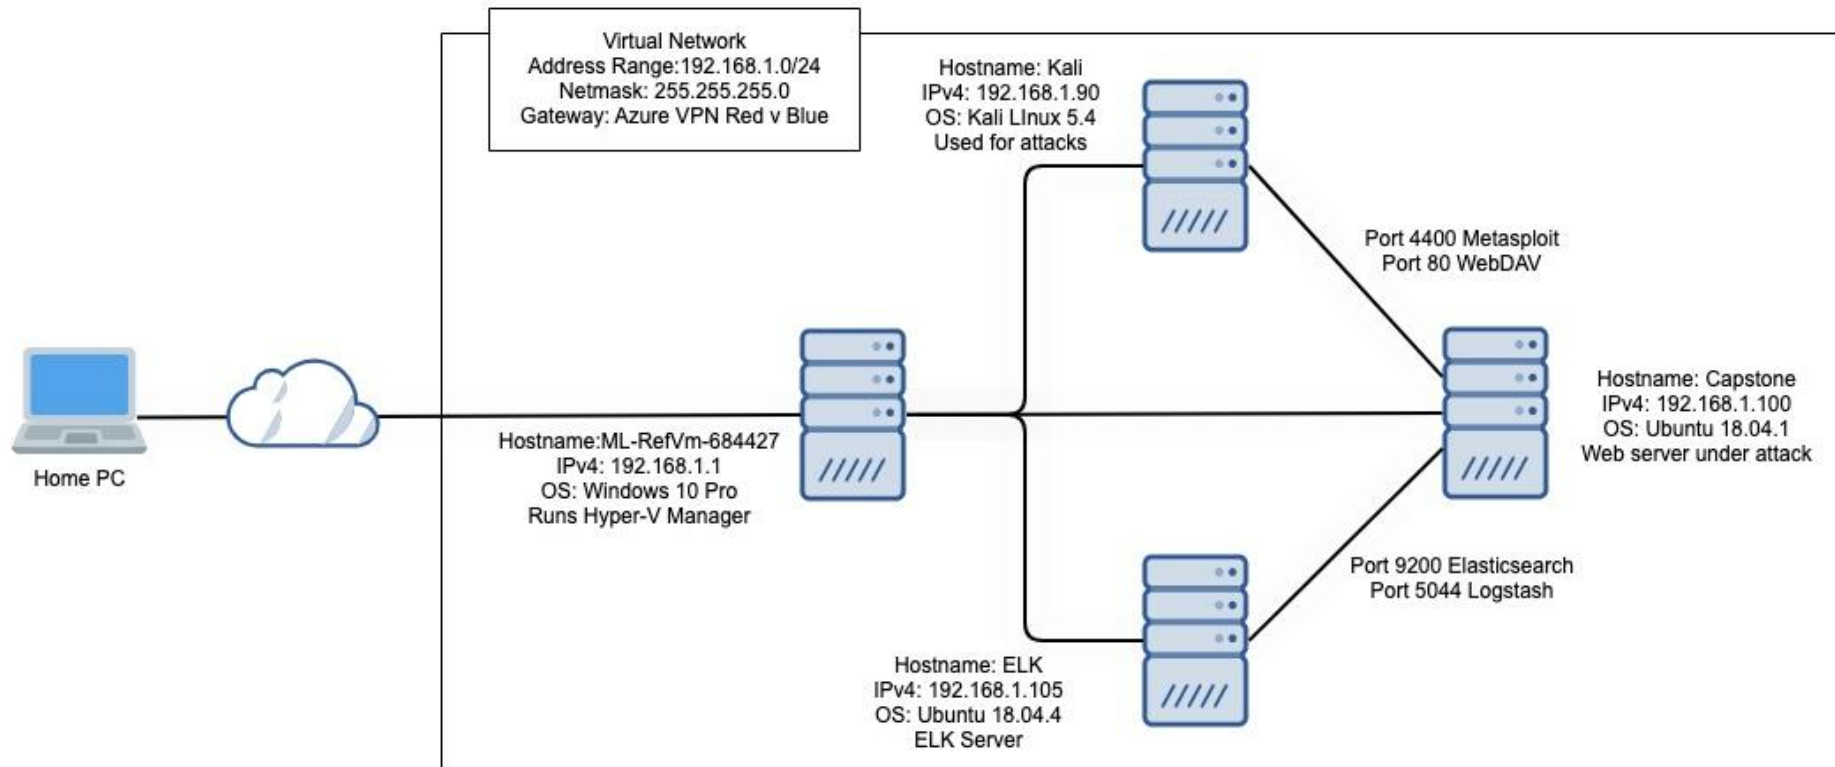 Virtual Network
Address Range:192.168.1.0/24
Netmask: 255.255.255.0
Gateway: Azure VPN Red v Blue
Hostname: Kali
IPv4: 192.168.1.90
OS: Kali LInux 5.4
Used for attacks
Port 4400 Metasploit
Port 80 WebDAV
Home PC
Hostname:ML-RefVm-684427
IPv4: 192.168.1.1
OS: Windows 10 Pro
Runs Hyper-V Manager
Hostname: Capstone
IPv4: 192.168.1.100
OS: Ubuntu 18.04.1
Web server under attack
Port 9200 Elasticsearch
Port 5044 Logstash
Hostname: ELK
IPv4: 192.168.1.105
OS: Ubuntu 18.04.4
ELK Server